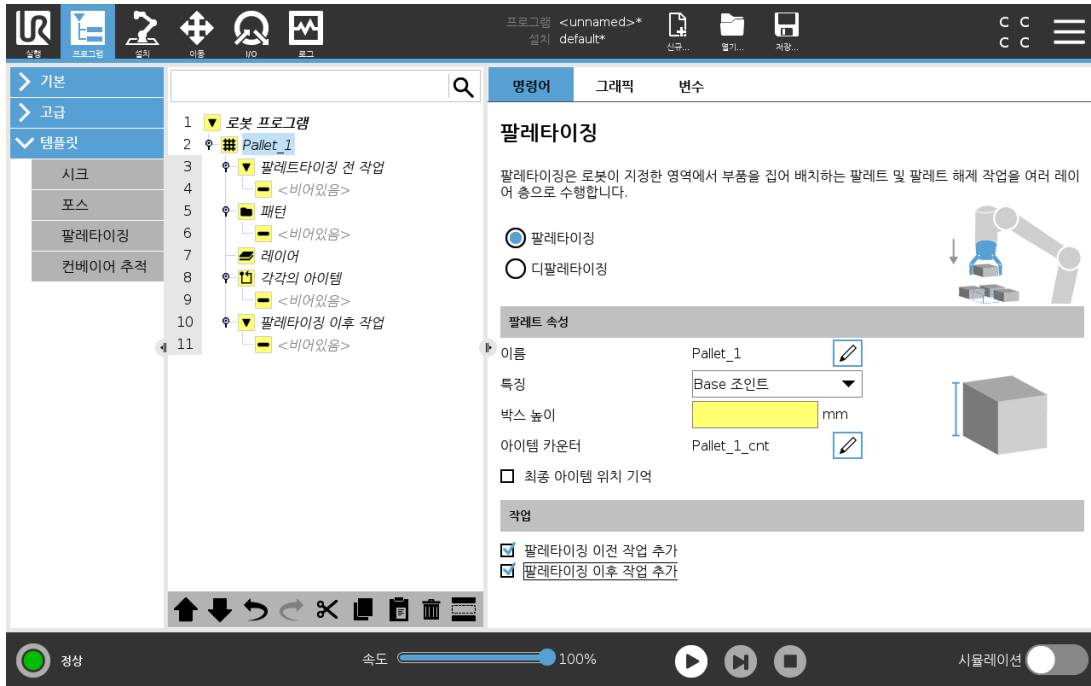 UR
실행
프로그램
설치
이동
I/O
로그
프로그램 <unnamed>*
설치 default*
신규...
열기...
저장...
C C
C C
기본
고급
템플릿
시크
포스
팔레타이징
컨베이어 추적
1 로봇 프로그램
2 Pallet_1
3 팔레트타이징 전 작업
4 <비어있음>
5 패턴
6 <비어있음>
7 레이어
8 각각의 아이템
9 <비어있음>
10 팔레타이징 이후 작업
11 <비어있음>
명령어 그래픽 변수
팔레타이징
팔레타이징은 로봇이 지정한 영역에서 부품을 집어 배치하는 팔레트 및 팔레트 해제 작업을 여러 레이
어 층으로 수행합니다.
팔레타이징
디팔레타이징
팔레트 속성
이름 Pallet_1
특징 Base 조인트
박스 높이 mm
아이템 카운터 Pallet_1_cnt
최종 아이템 위치 기억
작업
팔레타이징 이전 작업 추가
팔레타이징 이후 작업 추가
정상
속도 100%
시뮬레이션